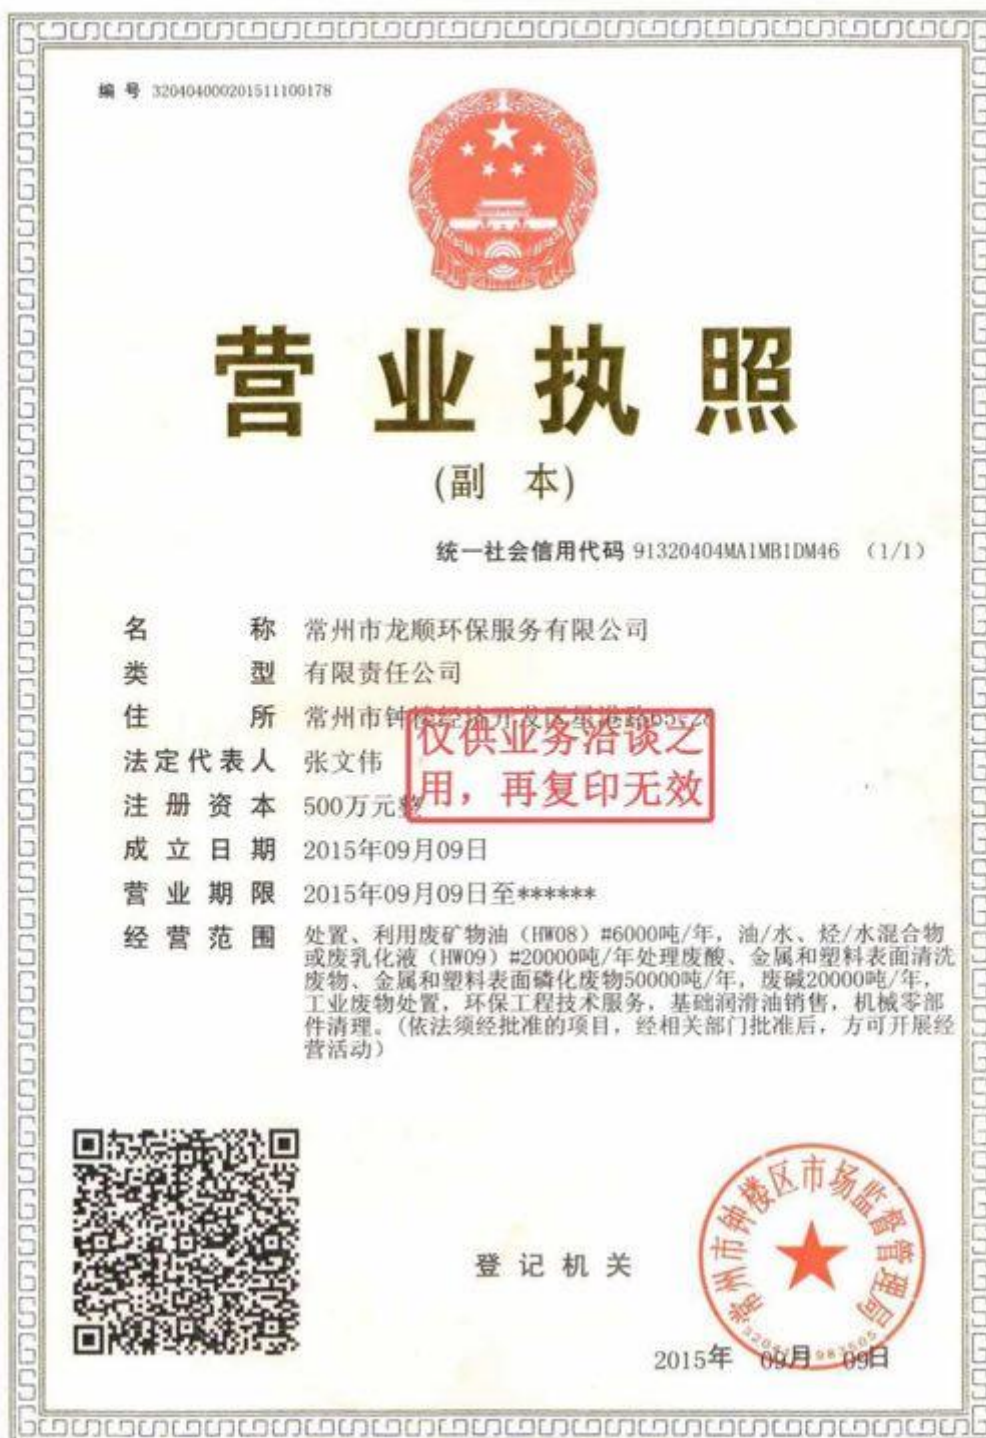 编 号 320404000201511100178
营业执照
(副 本)
统一社会信用代码 91320404MA1MB1DM46 (1/1)
名 称 常州市龙顺环保服务有限公司
类 型 有限责任公司
住 所 常州市钟楼经济开发区星港路65-28
法定代表人 张文伟
注 册 资 本 500万元整
成 立 日 期 2015年09月09日
营 业 期 限 2015年09月09日至******
经 营 范 围 处置、利用废矿物油（HW08）#6000吨/年，油/水、烃/水混合物
或废乳化液（HW09）#20000吨/年处理废酸、金属和塑料表面清洗
废物、金属和塑料表面磷化废物50000吨/年，废碱20000吨/年，
工业废物处置，环保工程技术服务，基础润滑油销售，机械零部
件清理。(依法须经批准的项目，经相关部门批准后，方可开展经
营活动）
仅供业务洽谈之
用，再复印无效
登 记 机 关
常州市钟楼区市场监督管理局
2015年 09月 09日